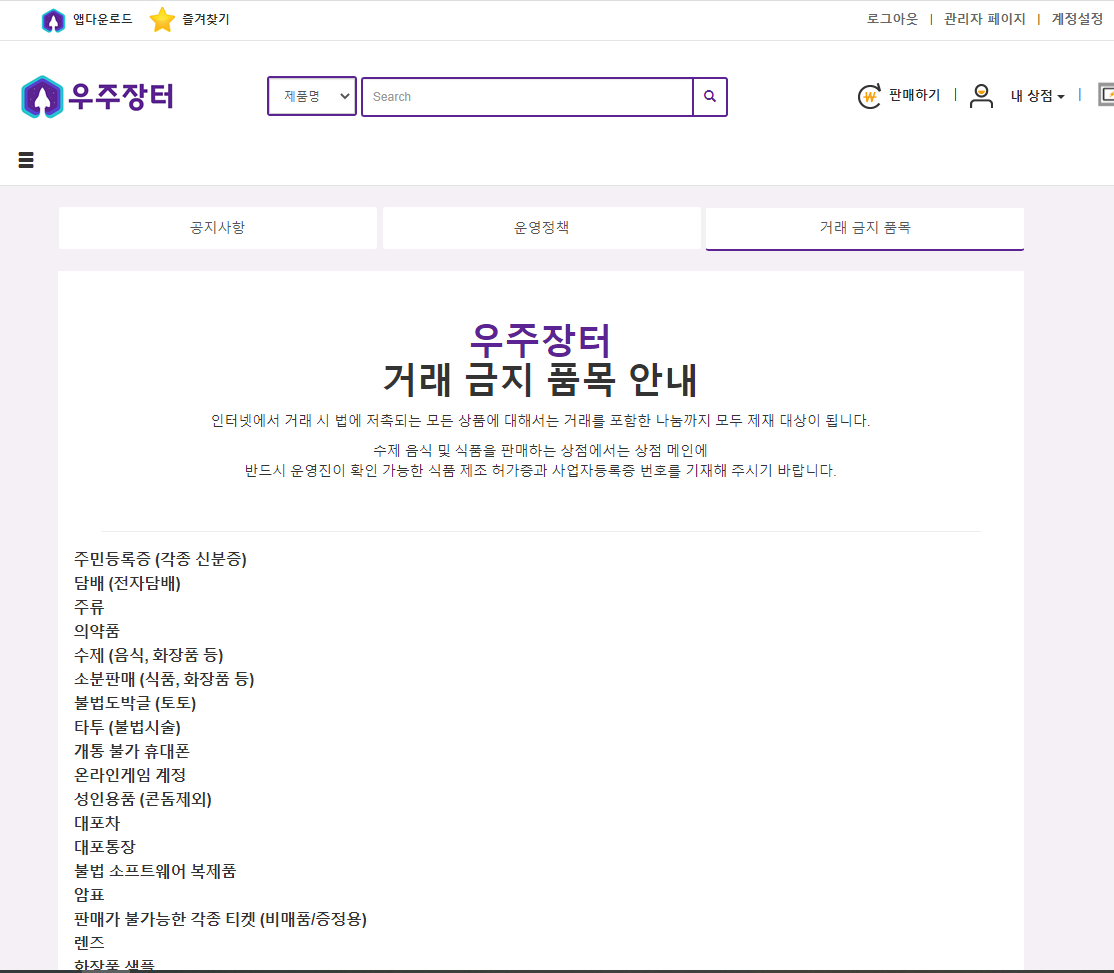 앱다운로드 즐겨찾기 로그아웃 | 관리자 페이지 | 계정설정
우주장터 제품명 Search 판매하기 | 내 상점 |
공지사항 운영정책 거래 금지 품목
우주장터
거래 금지 품목 안내
인터넷에서 거래 시 법에 저촉되는 모든 상품에 대해서는 거래를 포함한 나눔까지 모두 제재 대상이 됩니다.
수제 음식 및 식품을 판매하는 상점에서는 상점 메인에
반드시 운영진이 확인 가능한 식품 제조 허가증과 사업자등록증 번호를 기재해 주시기 바랍니다.
주민등록증 (각종 신분증)
담배 (전자담배)
주류
의약품
수제 (음식, 화장품 등)
소분판매 (식품, 화장품 등)
불법도박글 (토토)
타투 (불법시술)
개통 불가 휴대폰
온라인게임 계정
성인용품 (콘돔제외)
대포차
대포통장
불법 소프트웨어 복제품
암표
판매가 불가능한 각종 티켓 (비매품/증정용)
렌즈
화장품 샘플